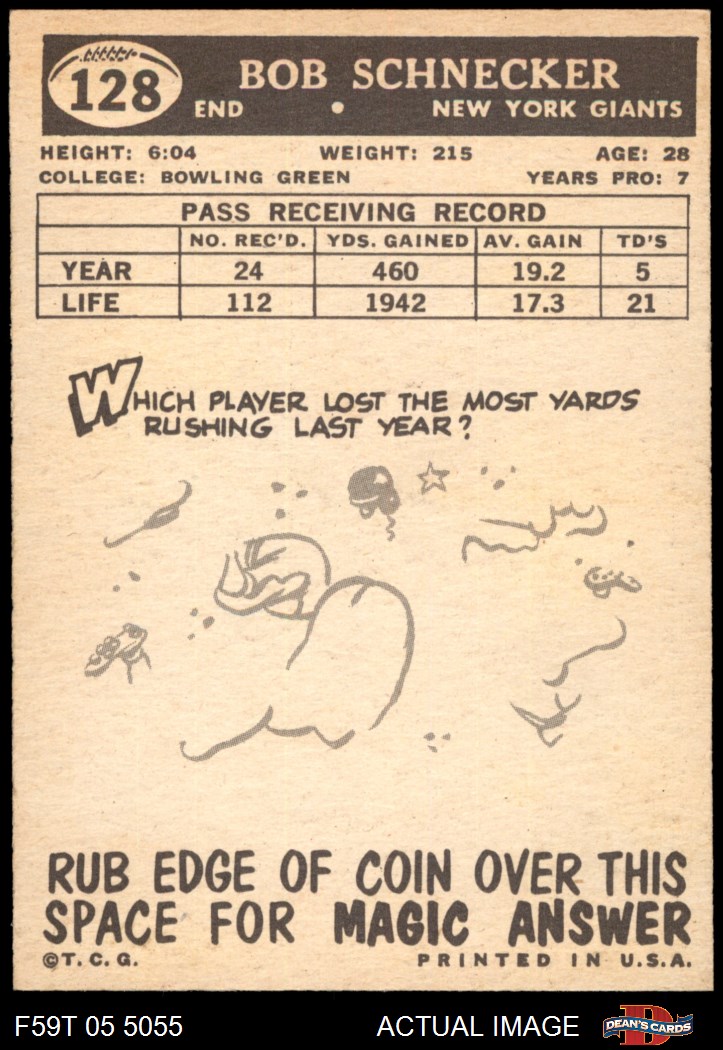 128
BOB SCHNECKER
END • NEW YORK GIANTS
HEIGHT: 6:04 WEIGHT: 215 AGE: 28
COLLEGE: BOWLING GREEN YEARS PRO: 7
PASS RECEIVING RECORD
NO. REC'D. YDS. GAINED AV. GAIN TD'S
YEAR 24 460 19.2 5
LIFE 112 1942 17.3 21
WHICH PLAYER LOST THE MOST YARDS
RUSHING LAST YEAR?
RUB EDGE OF COIN OVER THIS
SPACE FOR MAGIC ANSWER
©T.C.G. PRINTED IN U.S.A.
F59T 05 5055 ACTUAL IMAGE D DEAN'S CARDS